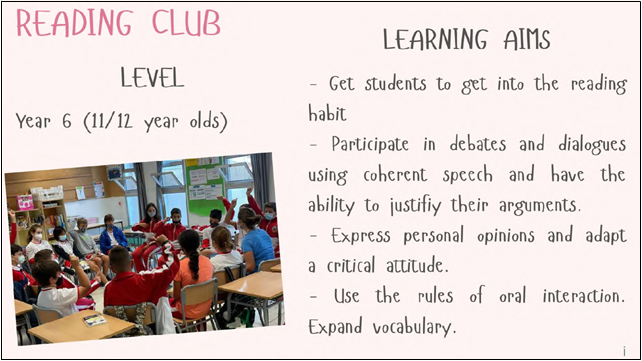 READING CLUB
LEVEL
Year 6 (11/12 year olds)
LEARNING AIMS
- Get students to get into the reading
habit
- Participate in debates and dialogues
using coherent speech and have the
ability to justifiy their arguments.
- Express personal opinions and adapt
a critical attitude.
- Use the rules of oral interaction.
Expand vocabulary.
i